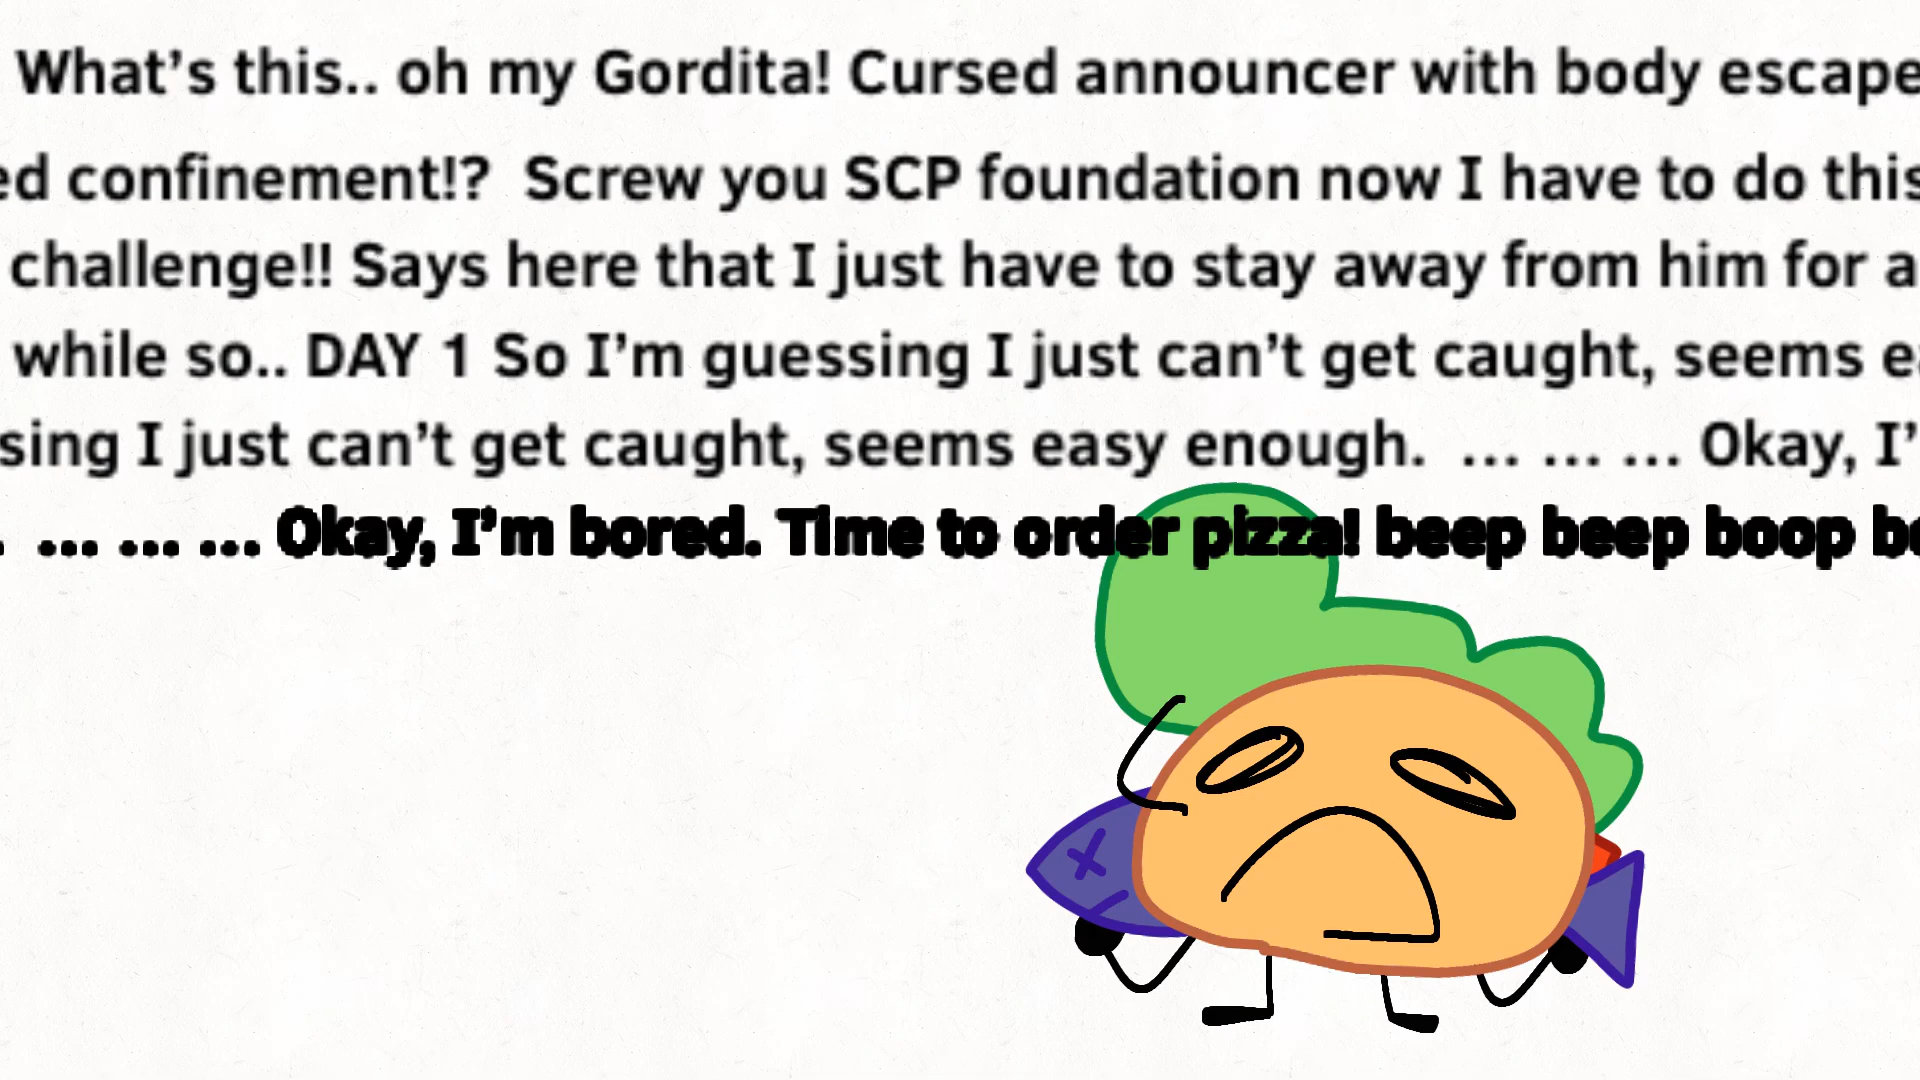 What’s this.. oh my Gordita! Cursed announcer with body escape
ed confinement!?  Screw you SCP foundation now I have to do this
challenge!! Says here that I just have to stay away from him for a
while so.. DAY 1 So I’m guessing I just can’t get caught, seems ea
sing I just can’t get caught, seems easy enough.  ... ... ... Okay, I’
. ... ... ... Okay, I’m bored. Time to order pizza! beep beep boop bo